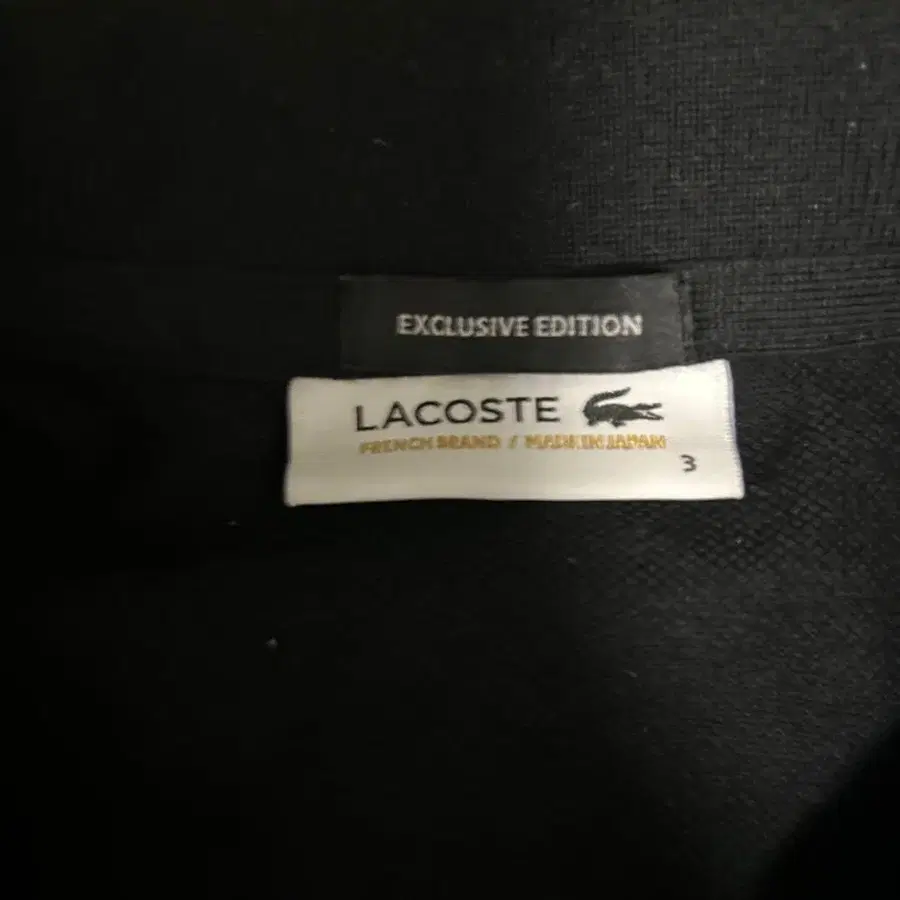 EXCLUSIVE EDITION
LACOSTE
FRENCH BRAND / MADE IN JAPAN
3